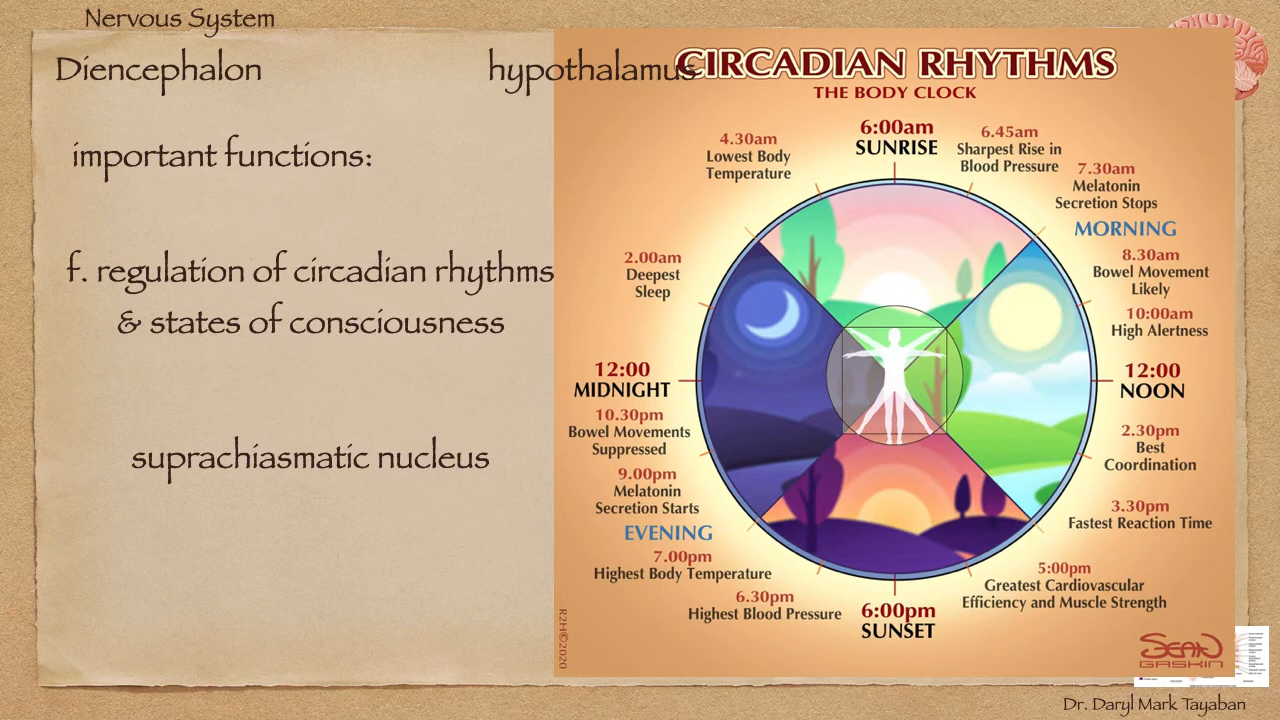 Nervous System
Diencephalon
hypothalamus
important functions:
f. regulation of circadian rhythms
& states of consciousness
suprachiasmatic nucleus
CIRCADIAN RHYTHMS
THE BODY CLOCK
6:00am
SUNRISE
6.45am
Sharpest Rise in
Blood Pressure
7.30am
Melatonin
Secretion Stops
MORNING
8.30am
Bowel Movement
Likely
10:00am
High Alertness
12:00
NOON
2.30pm
Best
Coordination
3.30pm
Fastest Reaction Time
5:00pm
Greatest Cardiovascular
Efficiency and Muscle Strength
6:00pm
SUNSET
6.30pm
Highest Blood Pressure
7.00pm
Highest Body Temperature
EVENING
9.00pm
Melatonin
Secretion Starts
10.30pm
Bowel Movements
Suppressed
12:00
MIDNIGHT
2.00am
Deepest
Sleep
4.30am
Lowest Body
Temperature
R2H©2020
SEAN
GASKIN
Dr. Daryl Mark Tayaban